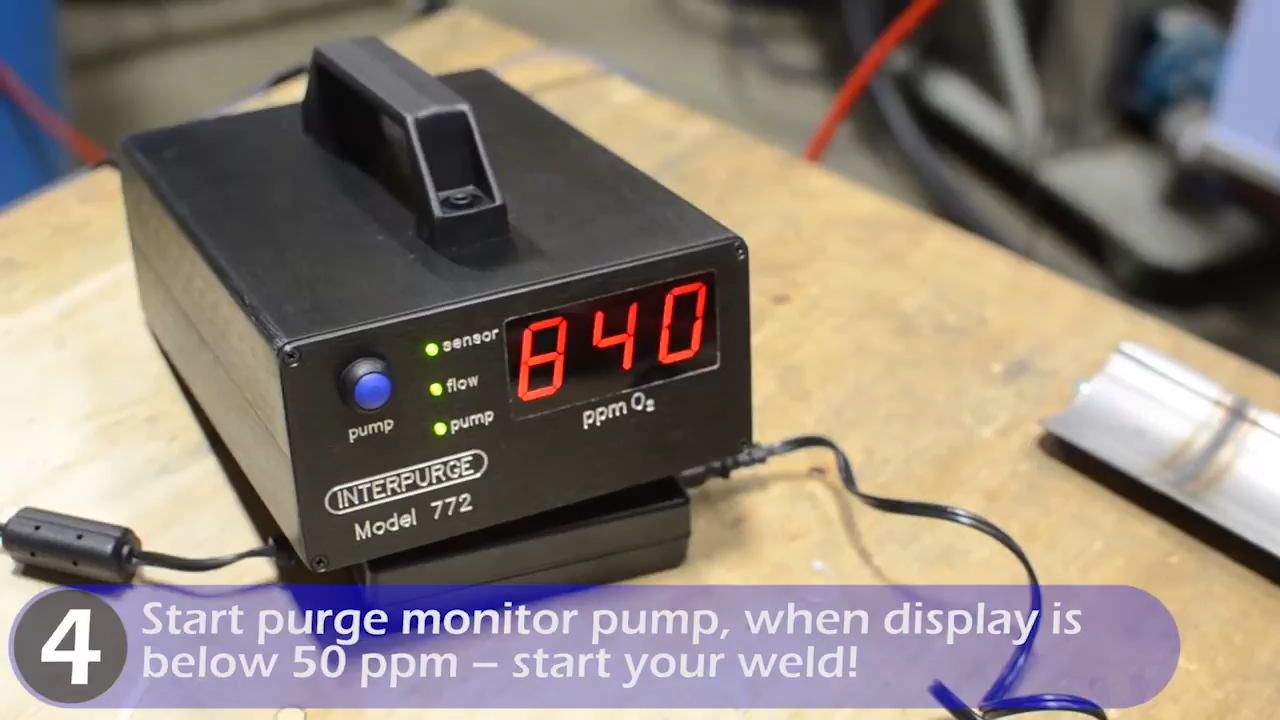 840
sensor
flow
pump
pump
ppm O₂
INTERPURGE
Model 772
4
Start purge monitor pump, when display is
below 50 ppm – start your weld!